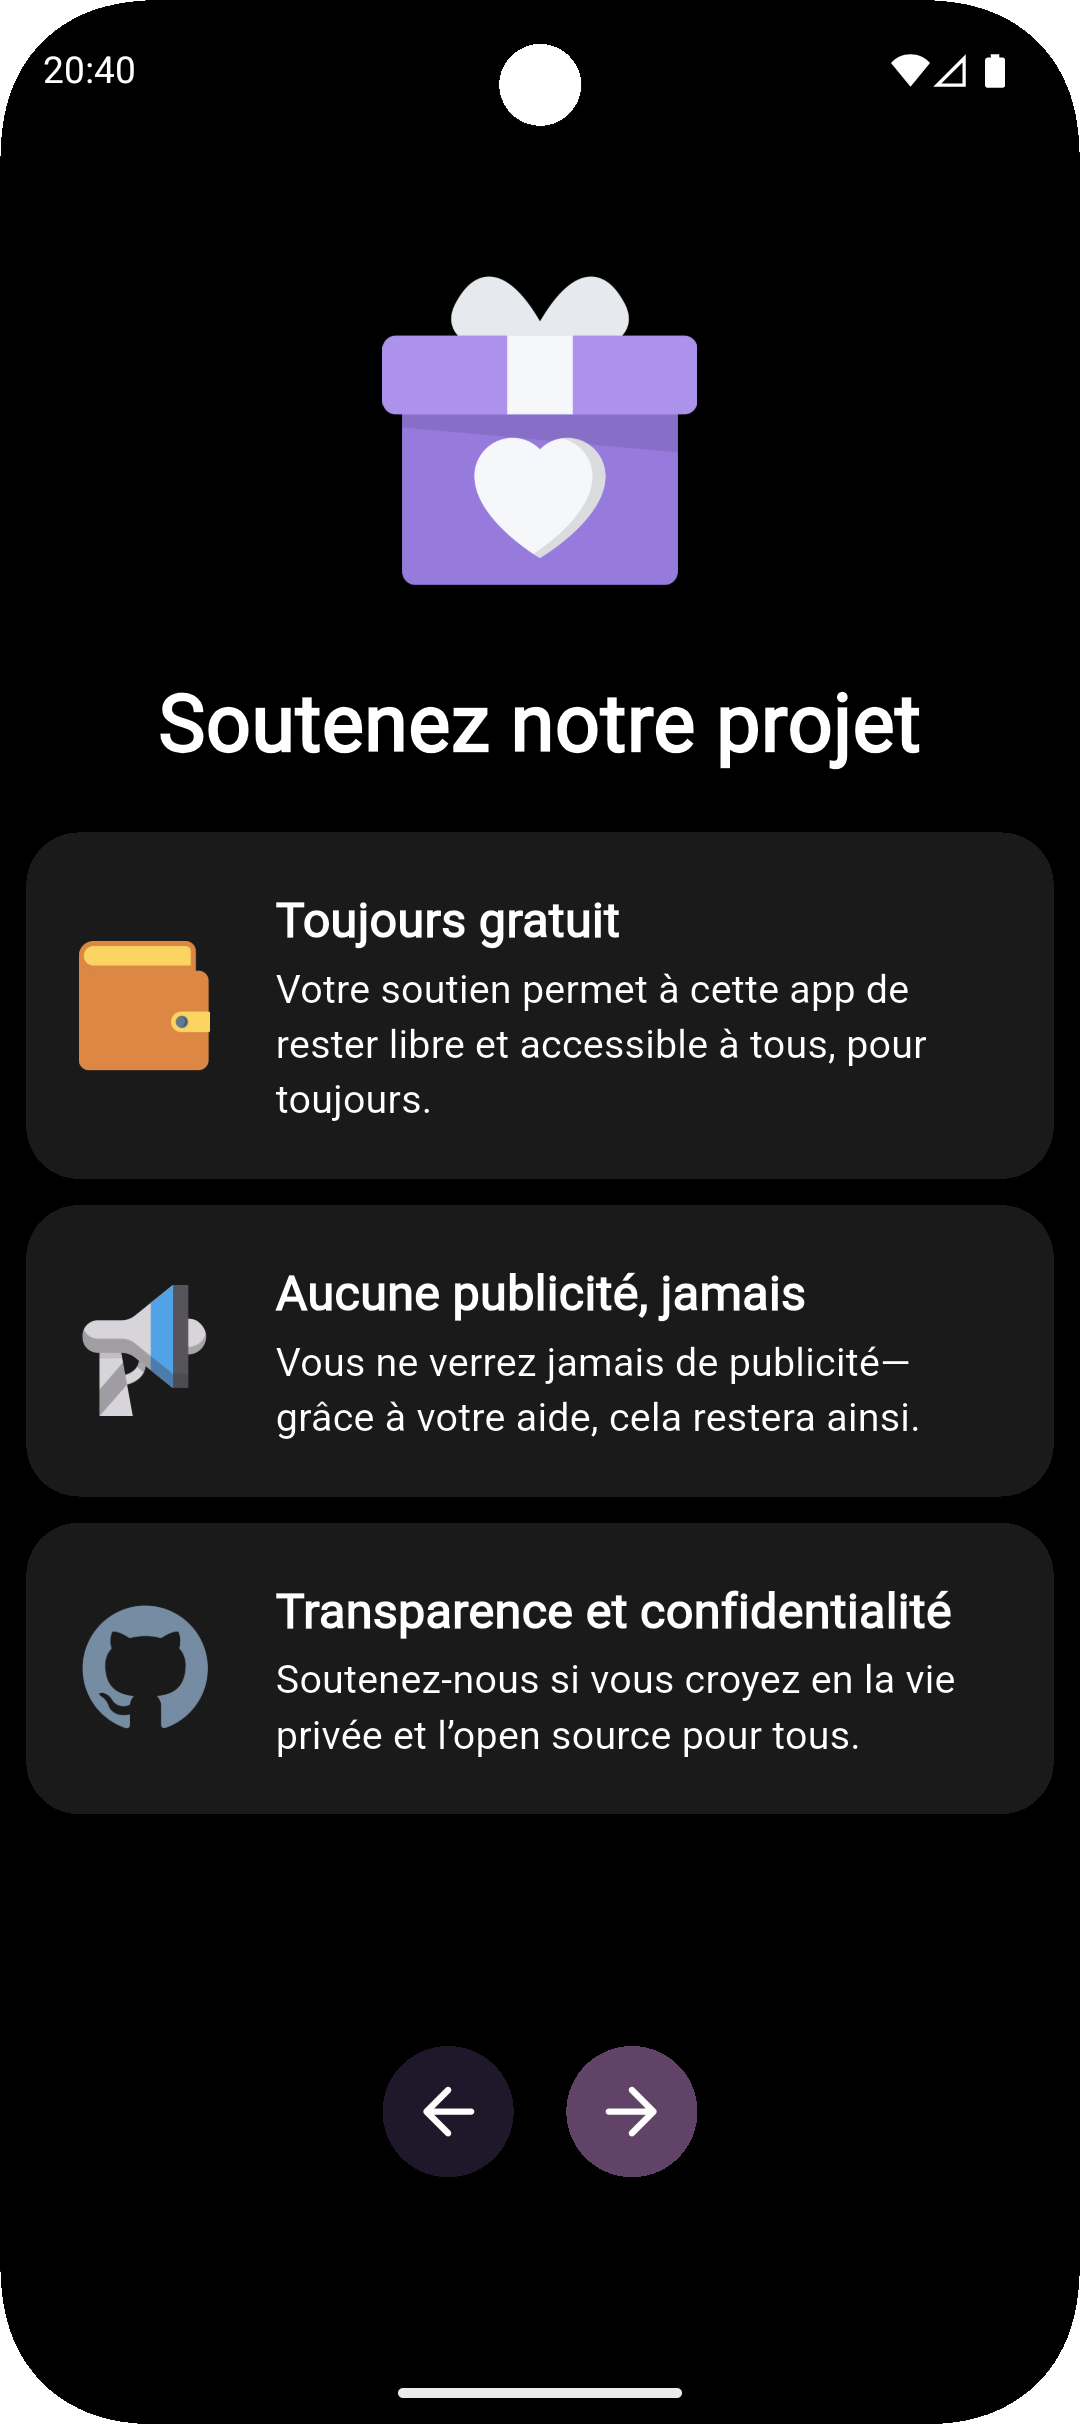 20:40
Soutenez notre projet
Toujours gratuit
Votre soutien permet à cette app de
rester libre et accessible à tous, pour
toujours.
Aucune publicité, jamais
Vous ne verrez jamais de publicité—
grâce à votre aide, cela restera ainsi.
Transparence et confidentialité
Soutenez-nous si vous croyez en la vie
privée et l’open source pour tous.